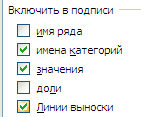 Включить в подписи
имя ряда
имена категорий
значения
доли
Линии выноски